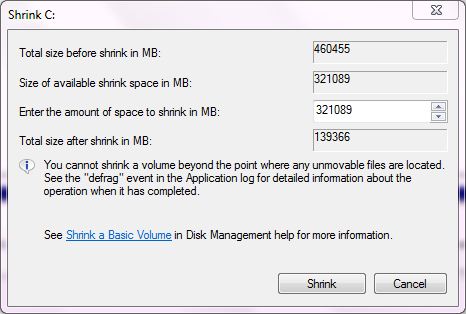 Shrink C:
Total size before shrink in MB: 460455
Size of available shrink space in MB: 321089
Enter the amount of space to shrink in MB: 321089
Total size after shrink in MB: 139366
You cannot shrink a volume beyond the point where any unmovable files are located.
See the "defrag" event in the Application log for detailed information about the
operation when it has completed.
See Shrink a Basic Volume in Disk Management help for more information.
Shrink Cancel